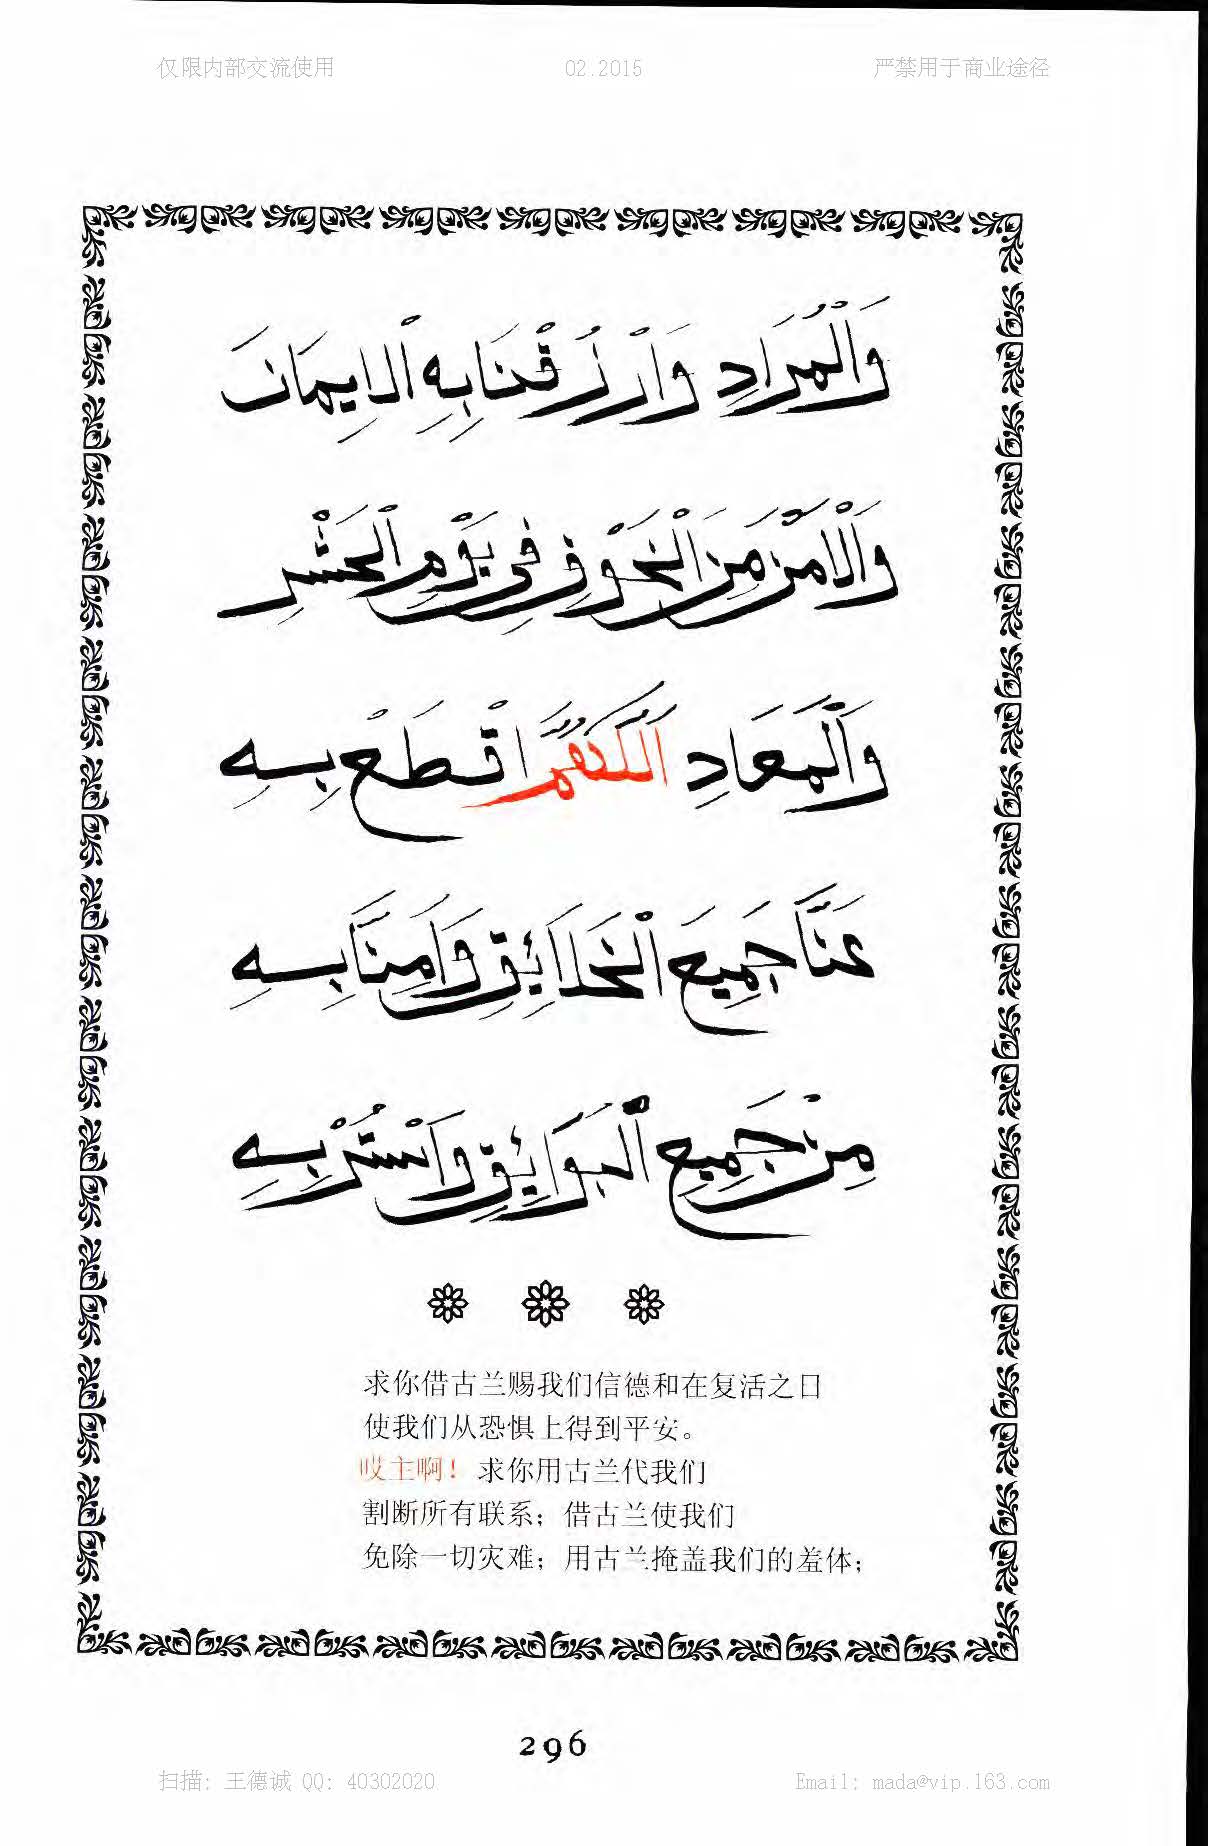 仅限内部交流使用 02.2015 严禁用于商业途径
وَالْمُرَادِ وَارْزُقْنَا بِهِ الْاِيمَانَ
وَالْاَمْنَ مِنَ الْخَوْفِ فِى يَوْمِ الْحَشْرِ
وَالْمَعَادِ اَللّٰهُمَّ اقْطَعْ بِهِ
عَنَّا جَمِيعَ الْخَلَائِقِ وَاٰمِنَّا بِهِ
مِنْ جَمِيعِ الْبَوَائِقِ وَاسْتُرْ بِهِ
求你借古兰赐我们信德和在复活之日
使我们从恐惧上得到平安。
哎主啊！求你用古兰代我们
割断所有联系；借古兰使我们
免除一切灾难；用古兰掩盖我们的羞体；
296
扫描: 王德诚 QQ: 40302020 Email: mada@vip.163.com